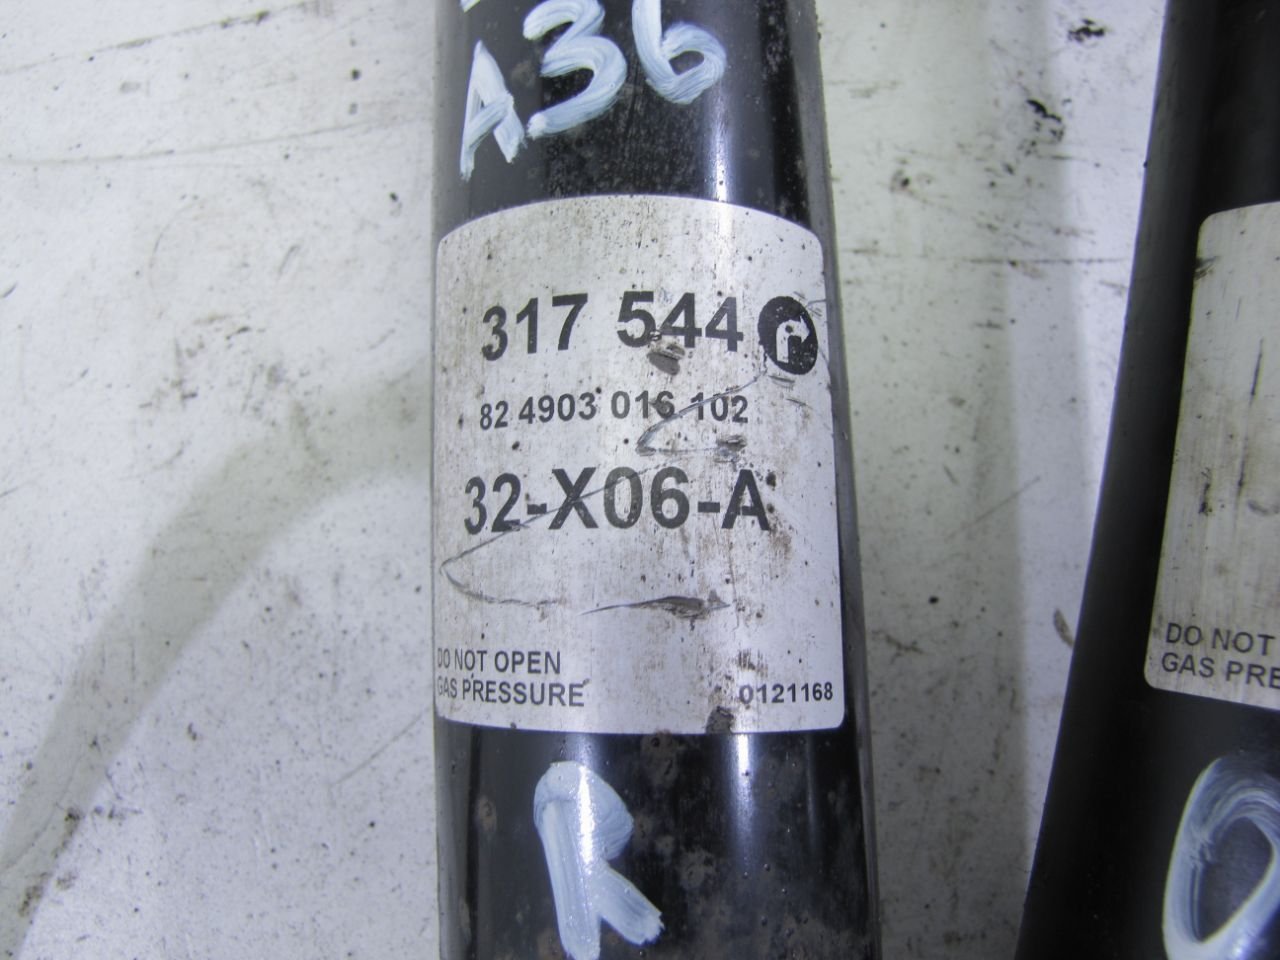 A36
317 544 i
82 4903 016 102
32-X06-A
DO NOT OPEN
GAS PRESSURE
0121168
R
DO NOT
GAS PRE